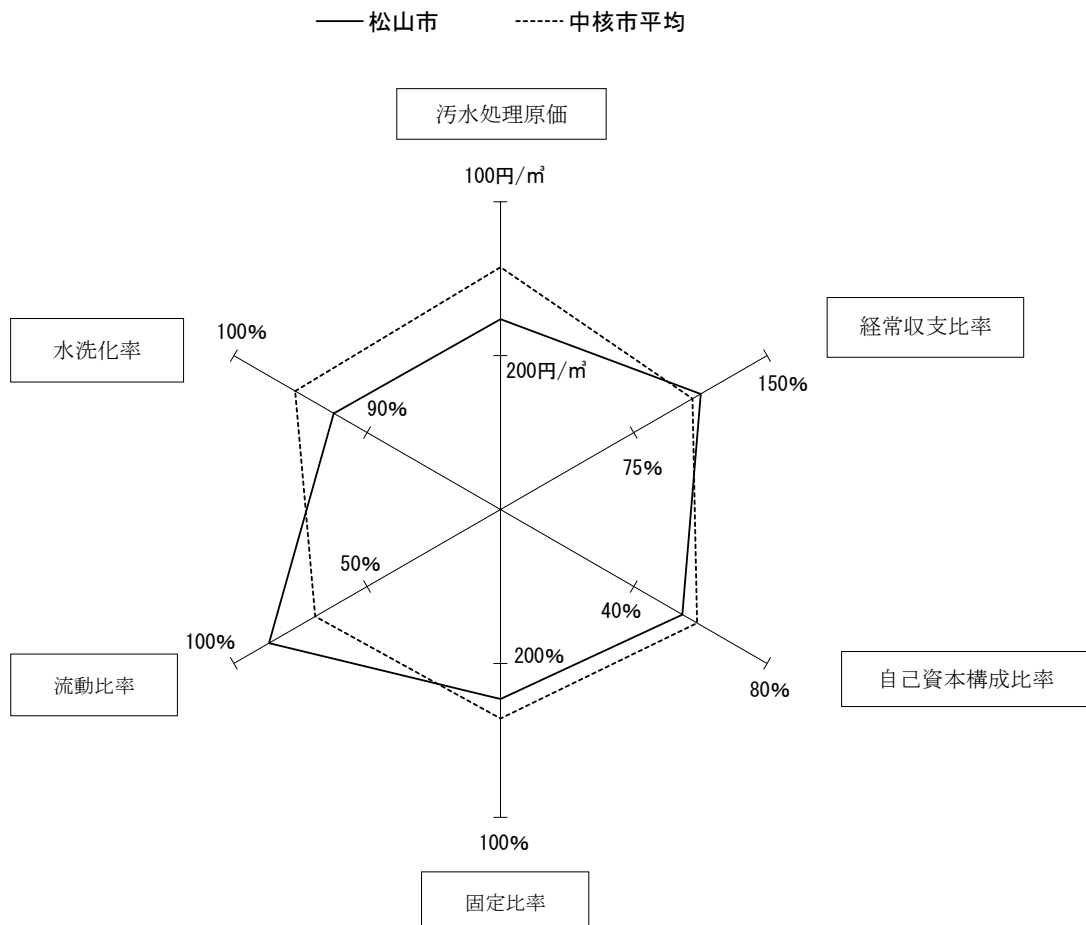 松山市 中核市平均
汚水処理原価
100円/㎥
200円/㎥
経常収支比率
150%
75%
水洗化率
100%
90%
50%
100%
流動比率
40%
80%
自己資本構成比率
200%
100%
固定比率